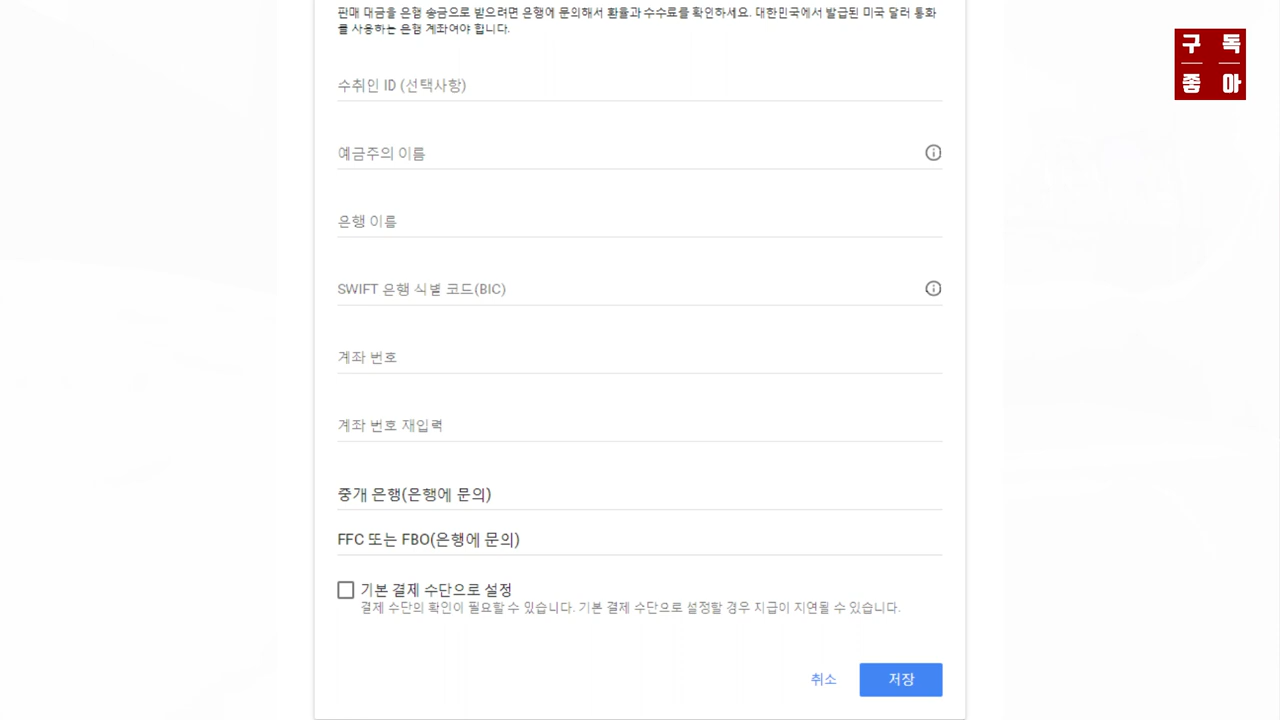 판매 대금을 은행 송금으로 받으려면 은행에 문의해서 환율과 수수료를 확인하세요. 대한민국에서 발급된 미국 달러 통화
를 사용하는 은행 계좌여야 합니다.
구 독
좋 아
수취인 ID (선택사항)
예금주의 이름
은행 이름
SWIFT 은행 식별 코드(BIC)
계좌 번호
계좌 번호 재입력
중개 은행(은행에 문의)
FFC 또는 FBO(은행에 문의)
기본 결제 수단으로 설정
결제 수단의 확인이 필요할 수 있습니다. 기본 결제 수단으로 설정할 경우 지급이 지연될 수 있습니다.
취소
저장